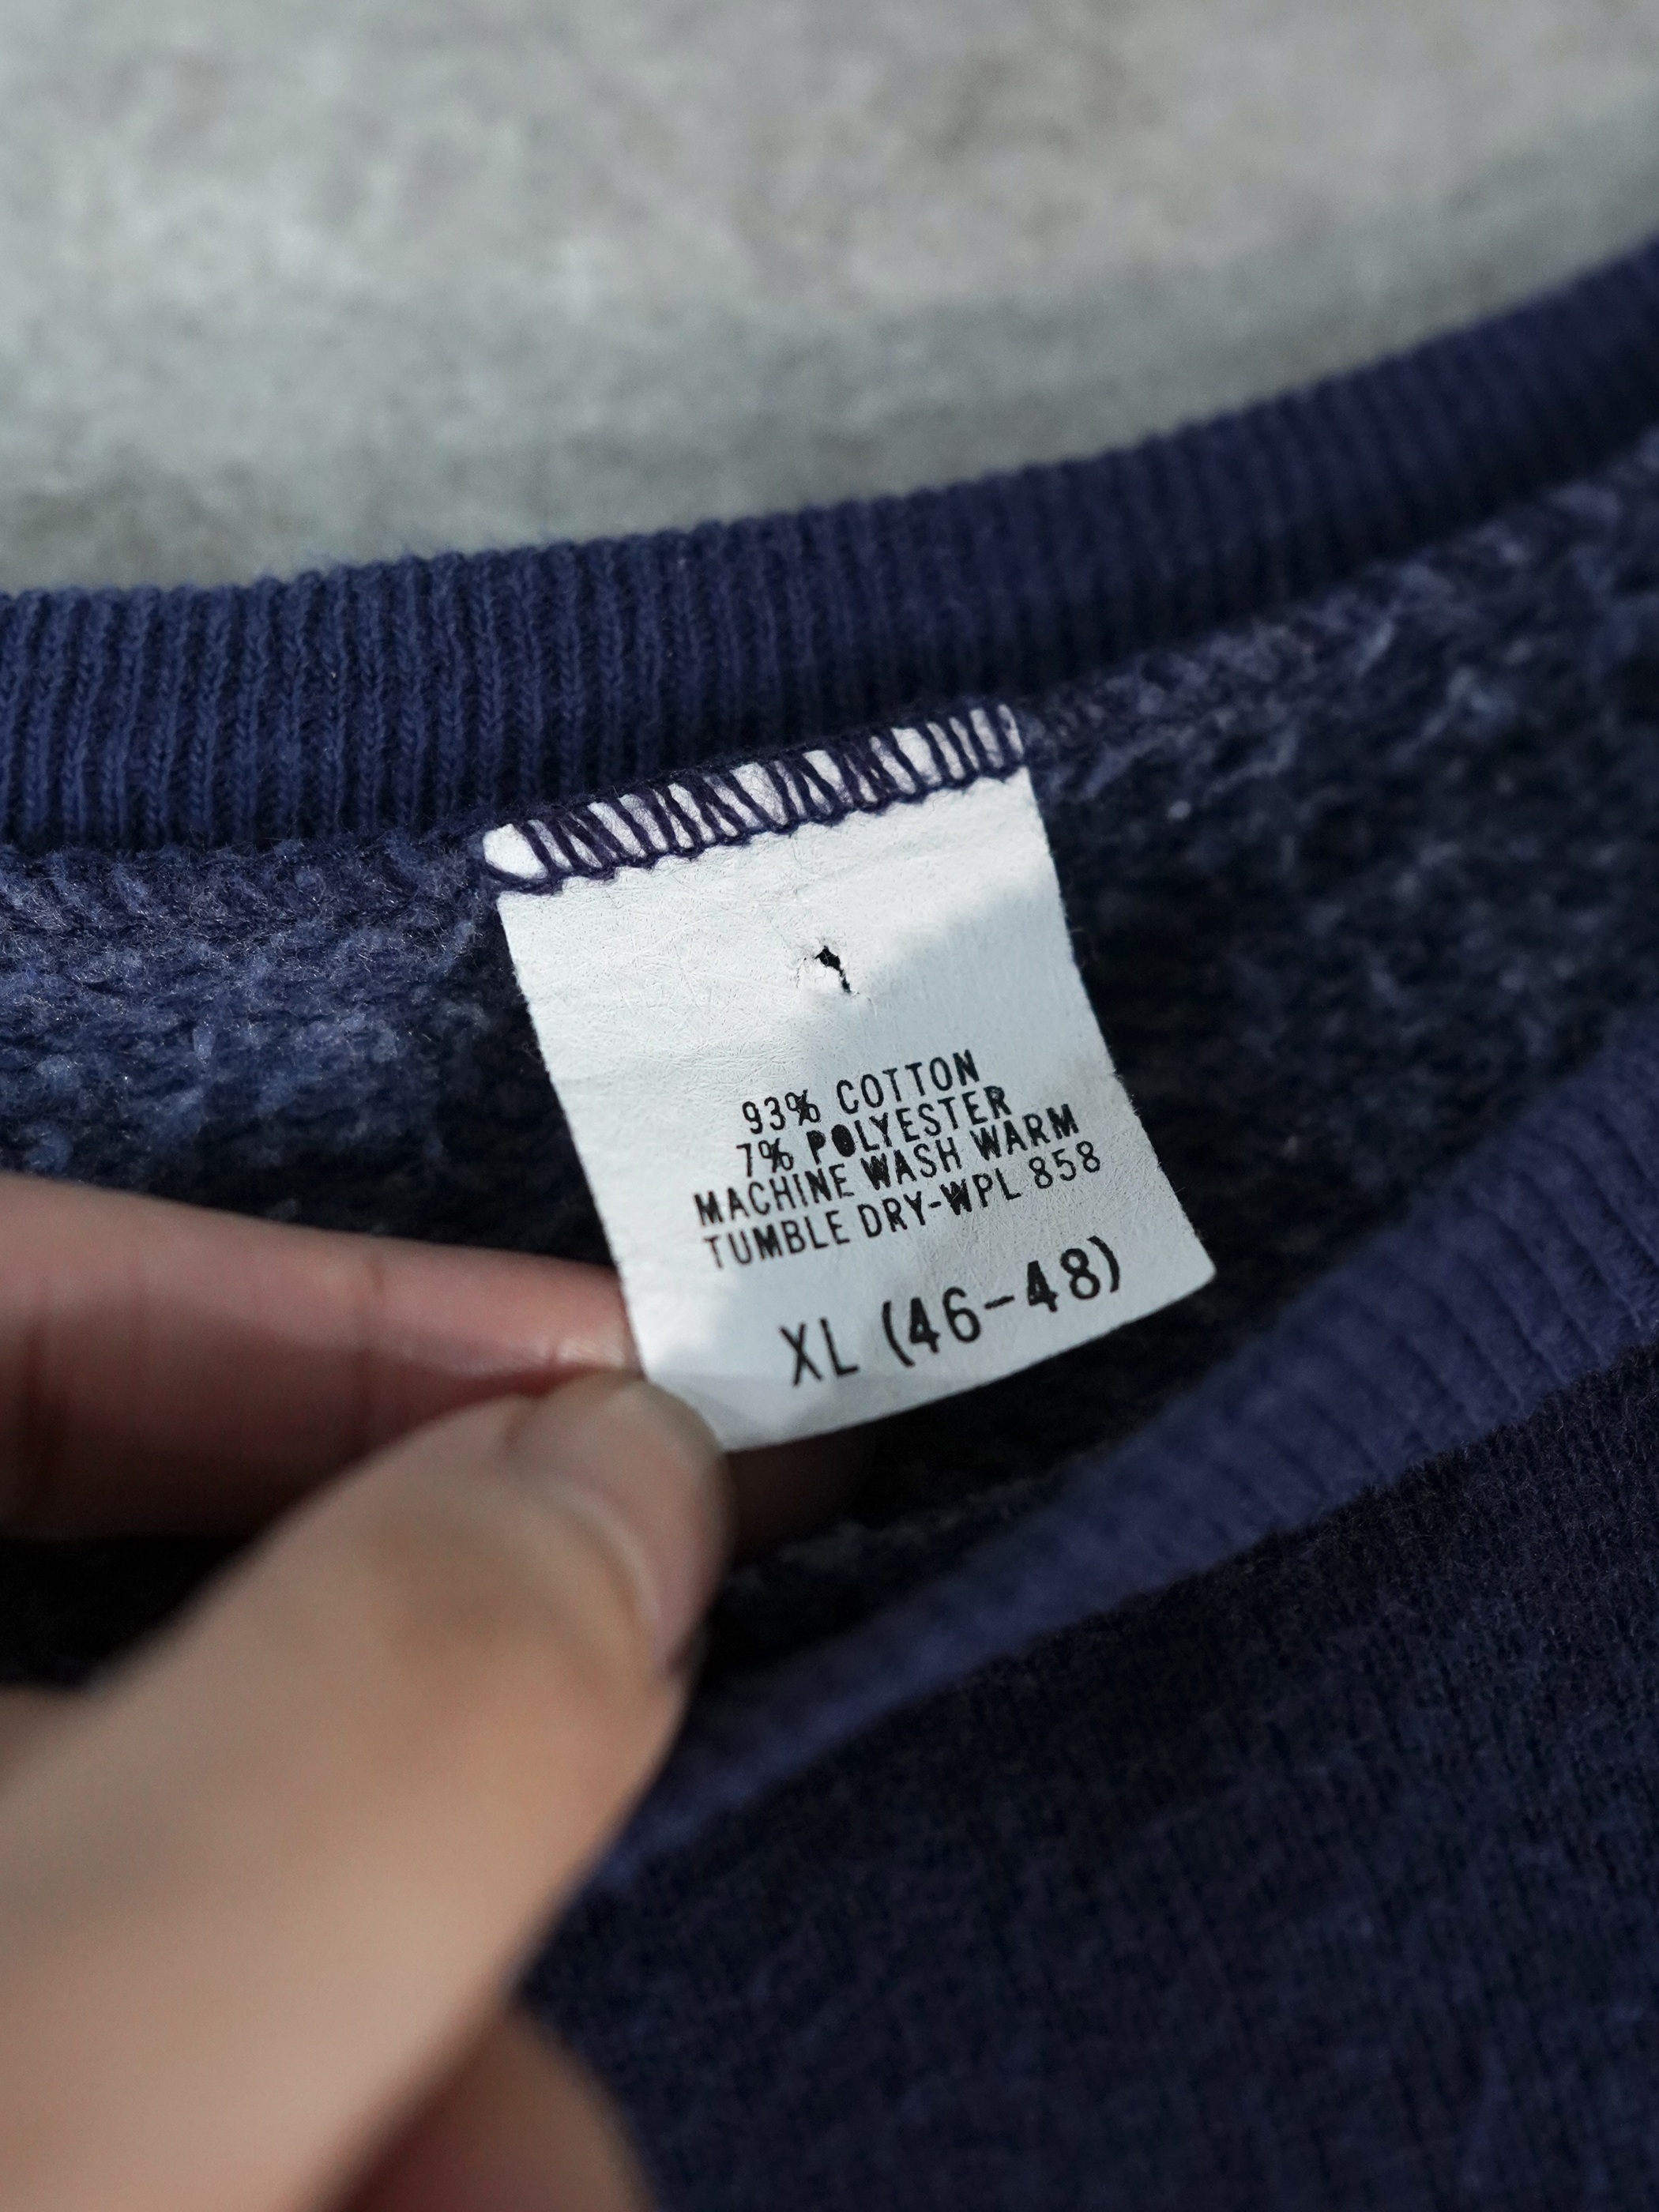 93% COTTON
7% POLYESTER
MACHINE WASH WARM
TUMBLE DRY-WPL 858
XL (46-48)